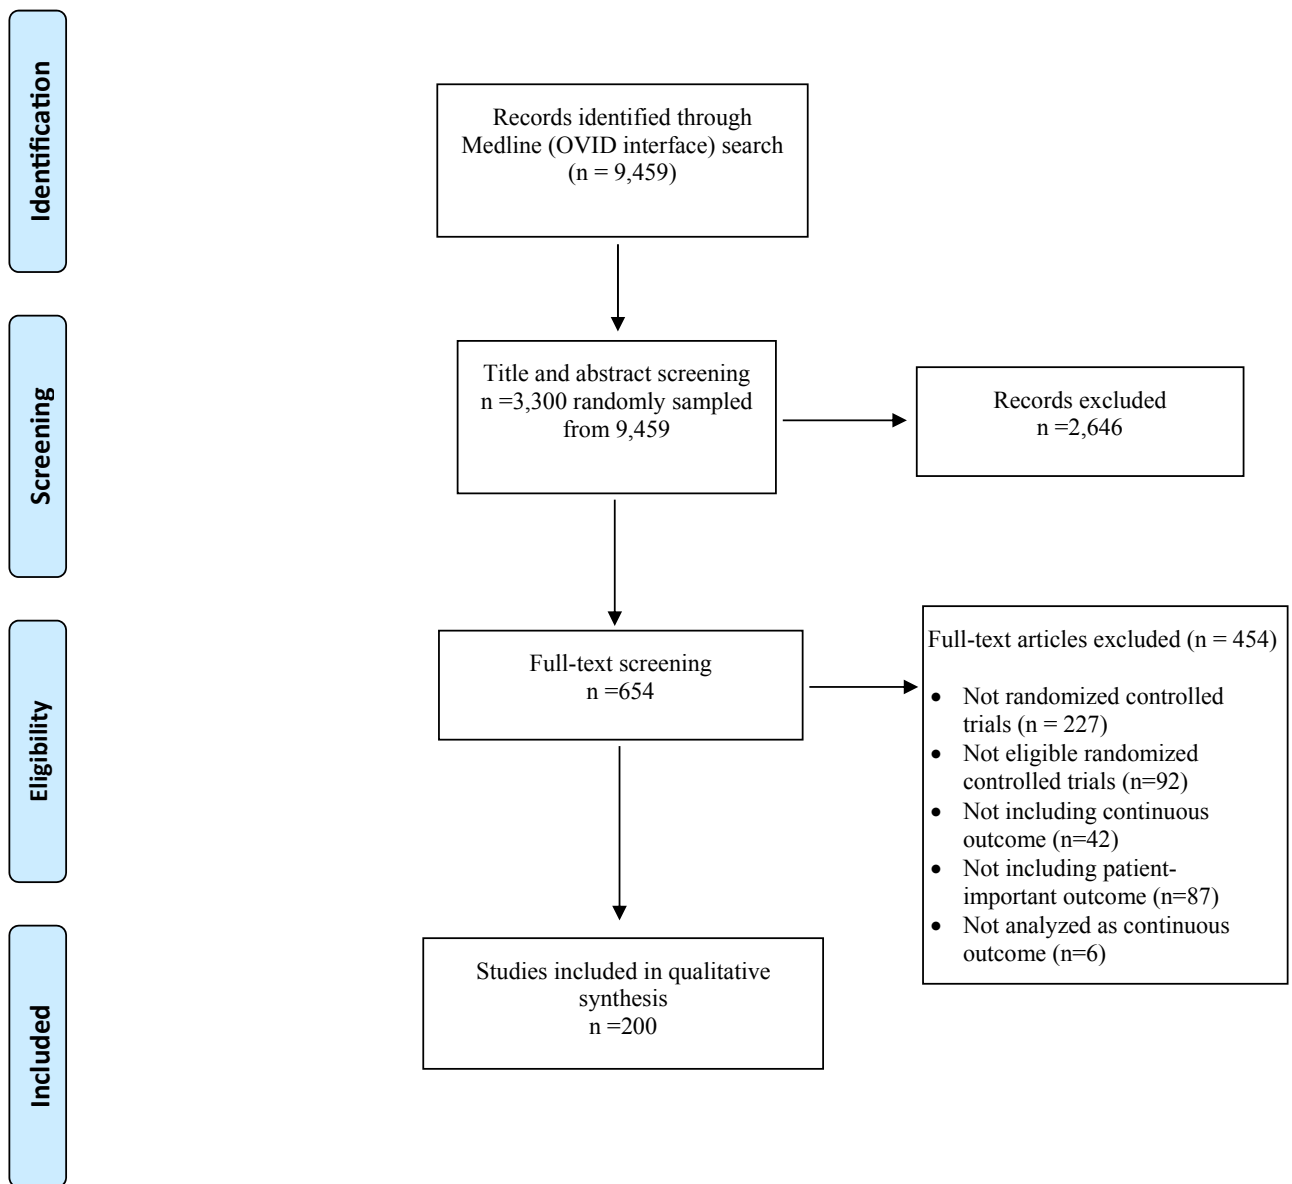 Identification
Records identified through
Medline (OVID interface) search
(n = 9,459)
Screening
Title and abstract screening
n =3,300 randomly sampled
from 9,459
Records excluded
n =2,646
Eligibility
Full-text screening
n =654
Full-text articles excluded (n = 454)
• Not randomized controlled
trials (n = 227)
• Not eligible randomized
controlled trials (n=92)
• Not including continuous
outcome (n=42)
• Not including patient-
important outcome (n=87)
• Not analyzed as continuous
outcome (n=6)
Included
Studies included in qualitative
synthesis
n =200